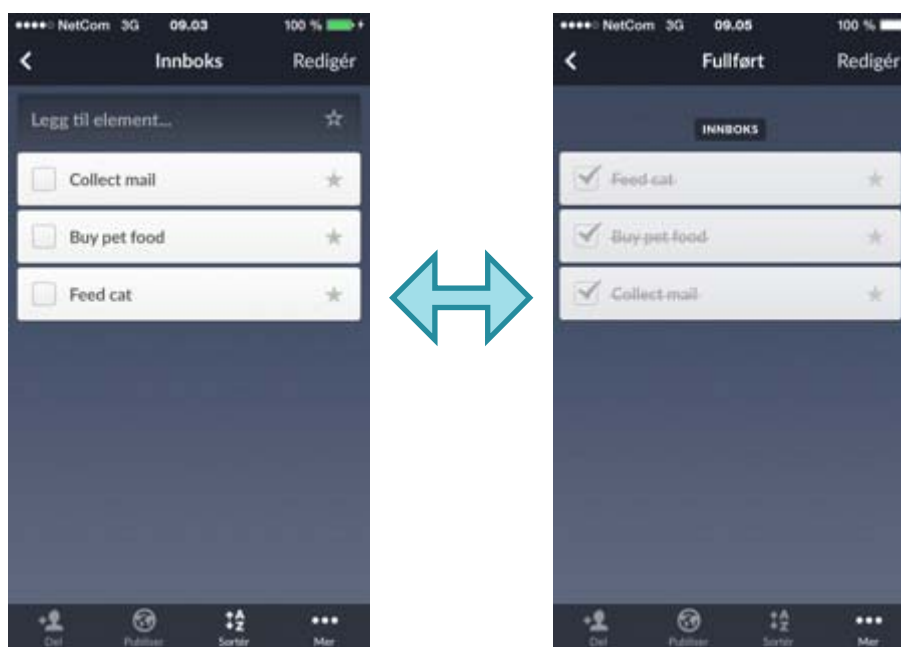 NetCom 3G 09.03 100 %
Innboks Redigér
Legg til element...
Collect mail
Buy pet food
Feed cat
Del Publiser Sortér Mer
NetCom 3G 09.05 100 %
Fullført Redigér
INNBOKS
Feed cat
Buy pet food
Collect mail
Del Publiser Sortér Mer